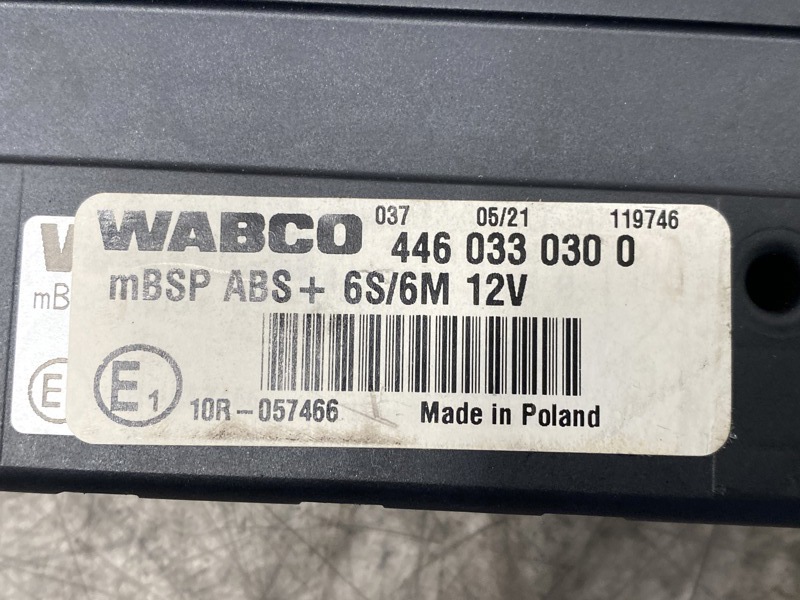 037 05/21 119746
WABCO 446 033 030 0
mBSP ABS+ 6S/6M 12V
E1
10R-057466 Made in Poland
W
mB
E